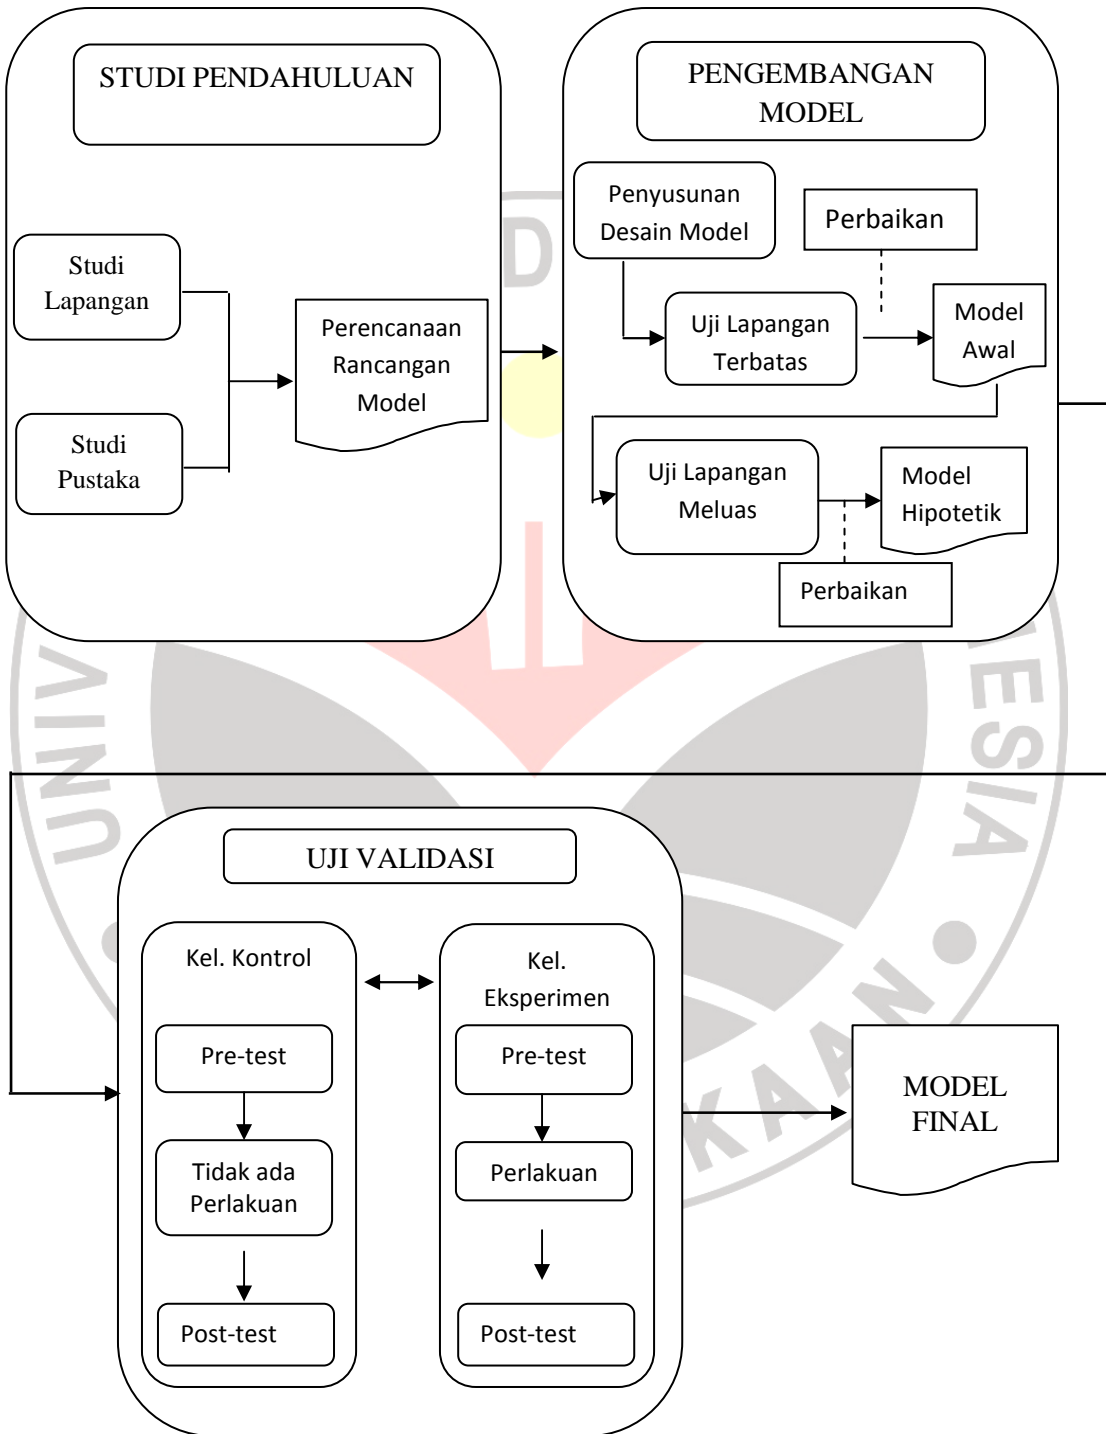 STUDI PENDAHULUAN
Studi
Lapangan
Studi
Pustaka
Perencanaan
Rancangan
Model
PENGEMBANGAN
MODEL
Penyusunan
Desain Model
Perbaikan
Uji Lapangan
Terbatas
Model
Awal
Uji Lapangan
Meluas
Model
Hipotetik
Perbaikan
UJI VALIDASI
Kel. Kontrol
Pre-test
Tidak ada
Perlakuan
Post-test
Kel.
Eksperimen
Pre-test
Perlakuan
Post-test
MODEL
FINAL